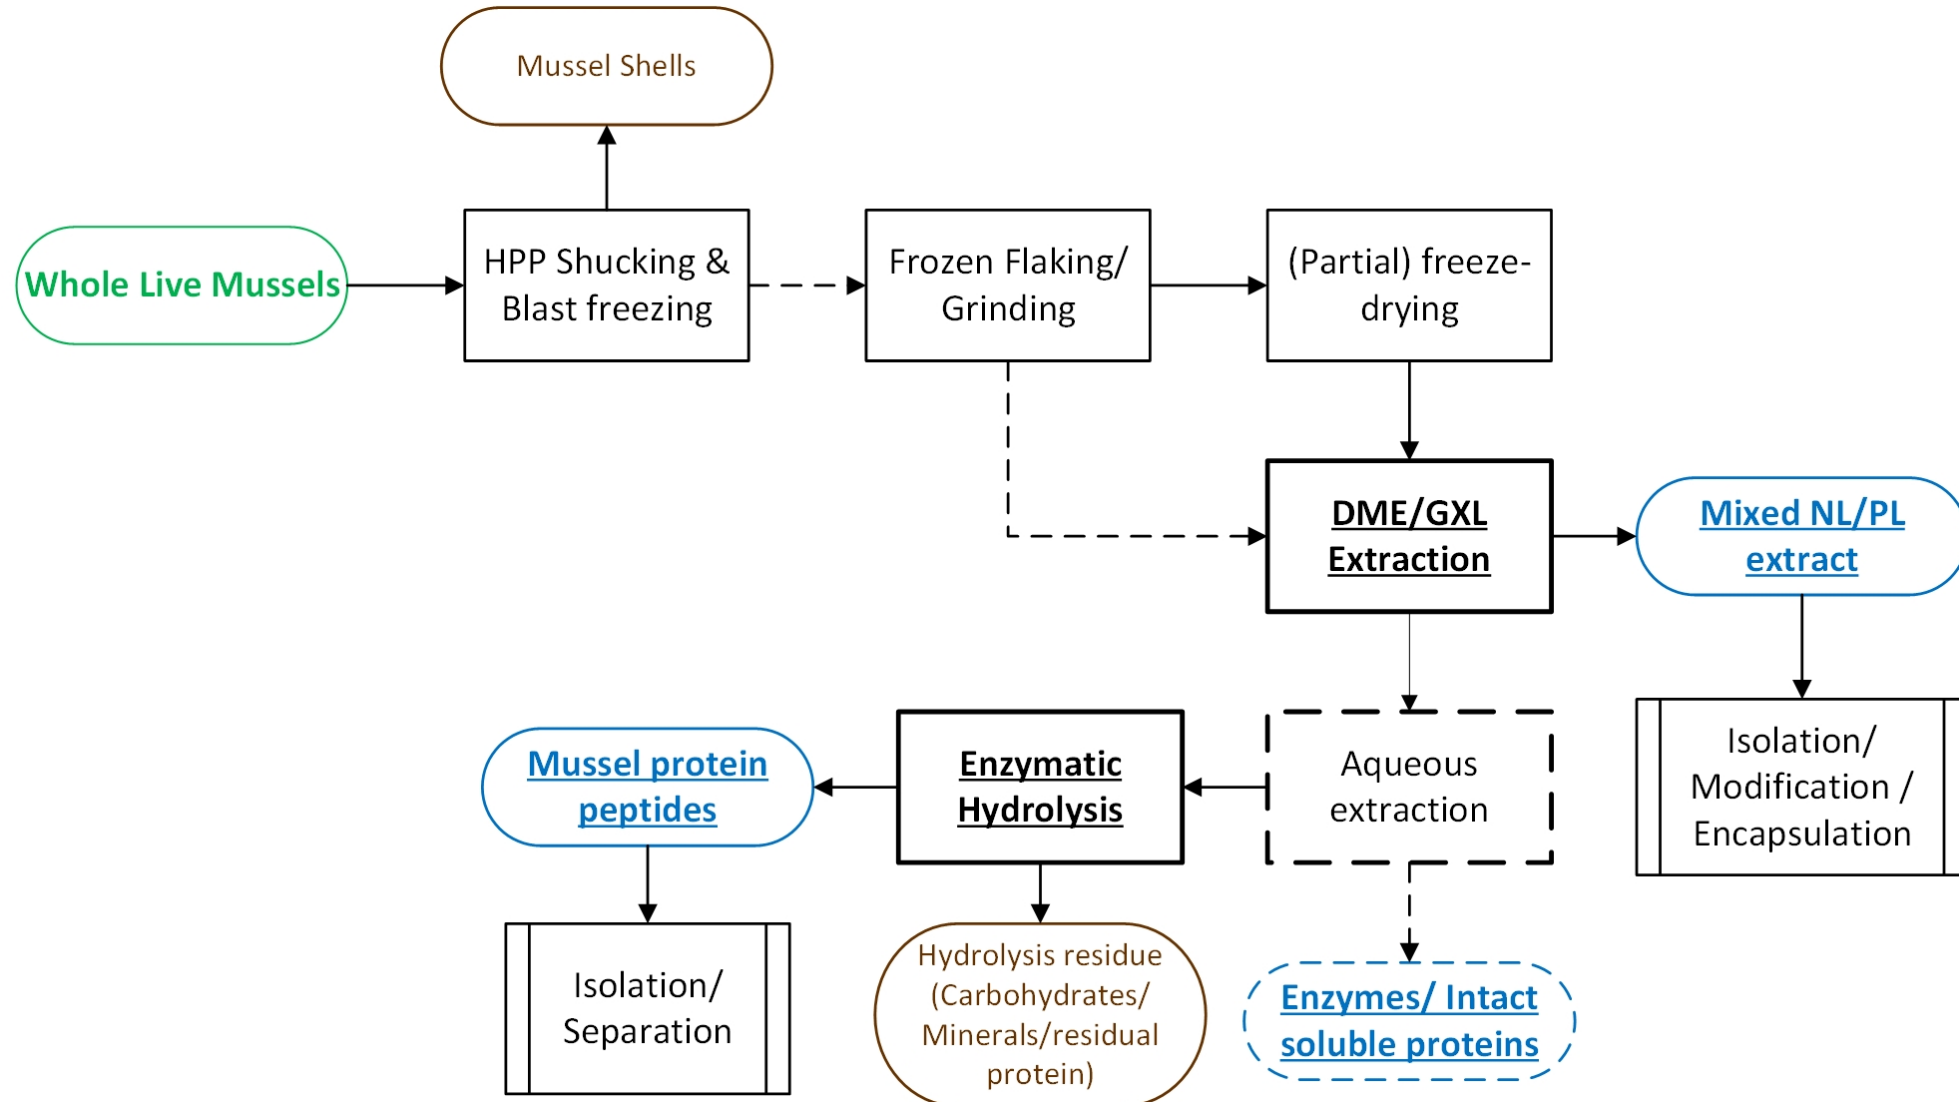 Mussel Shells
Whole Live Mussels
HPP Shucking &
Blast freezing
Frozen Flaking/
Grinding
(Partial) freeze-
drying
DME/GXL
Extraction
Mixed NL/PL
extract
Mussel protein
peptides
Enzymatic
Hydrolysis
Aqueous
extraction
Isolation/
Modification /
Encapsulation
Isolation/
Separation
Hydrolysis residue
(Carbohydrates/
Minerals/residual
protein)
Enzymes/ Intact
soluble proteins